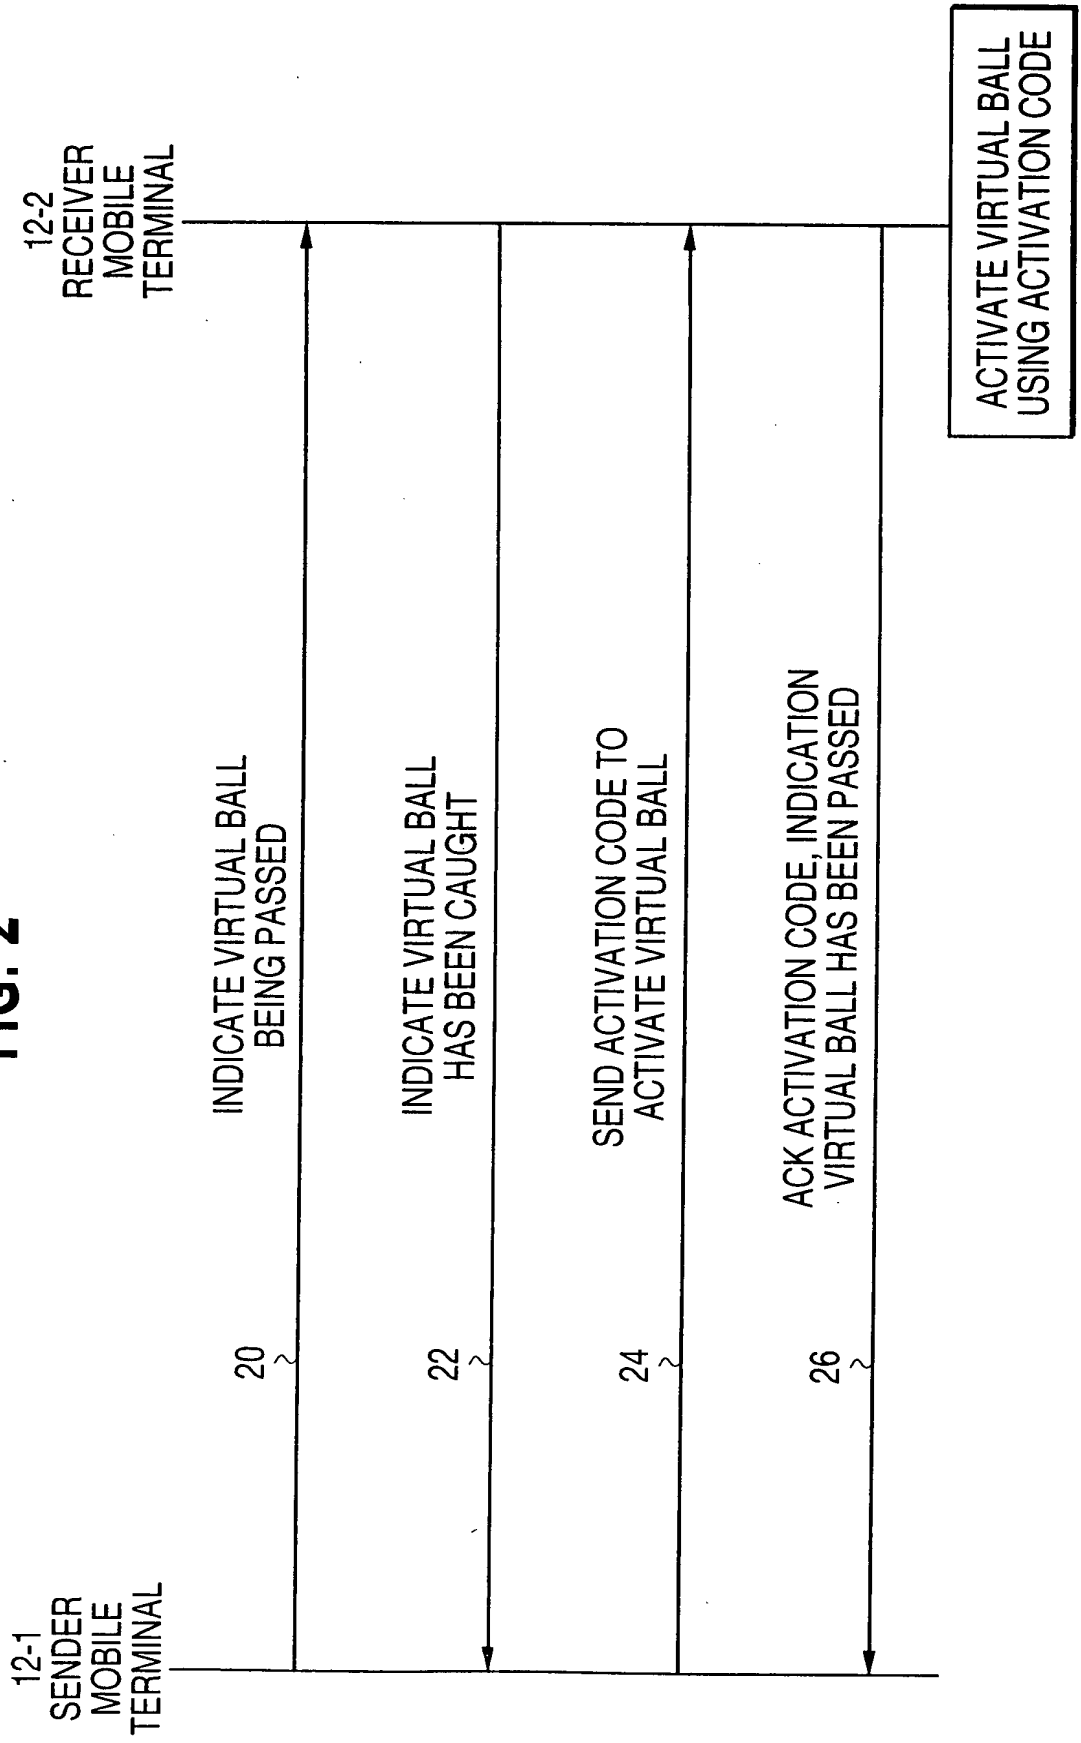 FIG. 2
12-1
SENDER
MOBILE
TERMINAL
12-2
RECEIVER
MOBILE
TERMINAL
20
INDICATE VIRTUAL BALL
BEING PASSED
22
INDICATE VIRTUAL BALL
HAS BEEN CAUGHT
24
SEND ACTIVATION CODE TO
ACTIVATE VIRTUAL BALL
26
ACK ACTIVATION CODE, INDICATION
VIRTUAL BALL HAS BEEN PASSED
ACTIVATE VIRTUAL BALL
USING ACTIVATION CODE